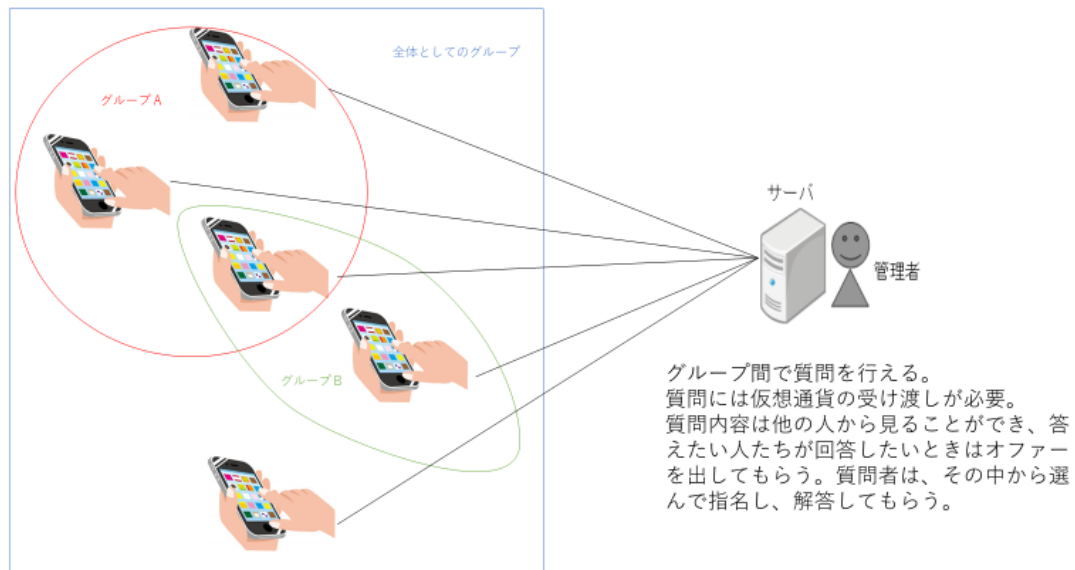 全体としてのグループ
グループA
グループB
サーバ
管理者
グループ間で質問を行える。
質問には仮想通貨の受け渡しが必要。
質問内容は他の人から見ることができ、答
えたい人たちが回答したいときはオファー
を出してもらう。質問者は、その中から選
んで指名し、解答してもらう。